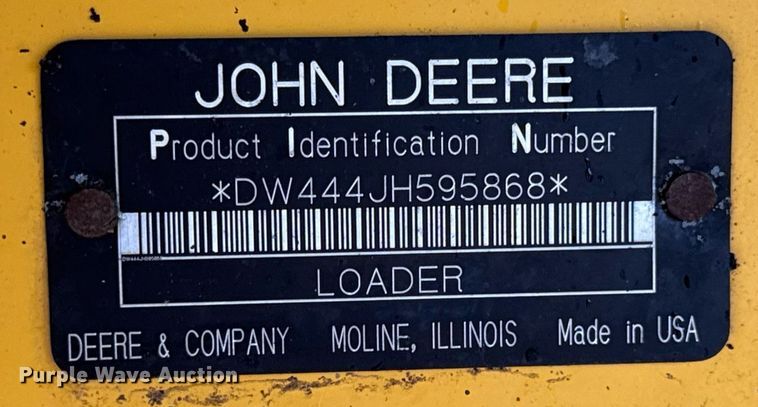 JOHN DEERE
Product Identification Number
*DW444JH595868*
LOADER
DEERE & COMPANY MOLINE, ILLINOIS Made in USA
Purple Wave Auction